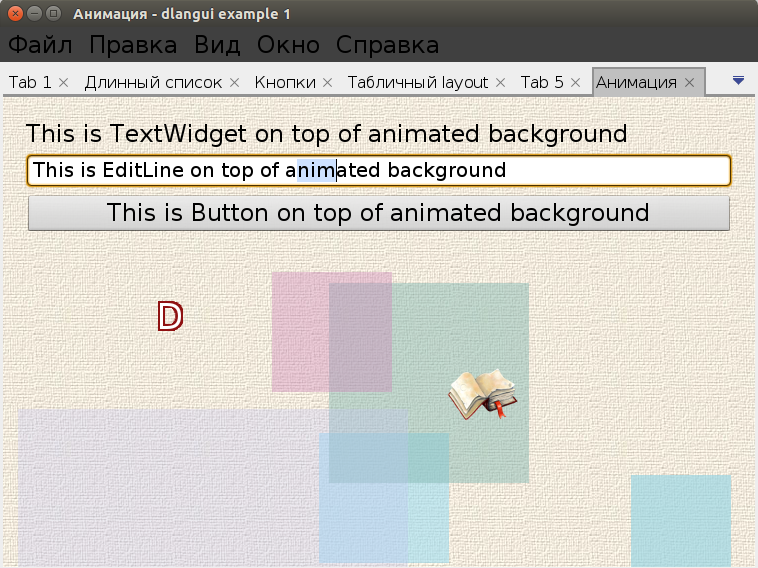 Анимация - dlangui example 1
Файл Правка Вид Окно Справка
Tab 1 Длинный список Кнопки Табличный layout Tab 5 Анимация
This is TextWidget on top of animated background
This is EditLine on top of animated background
This is Button on top of animated background
D